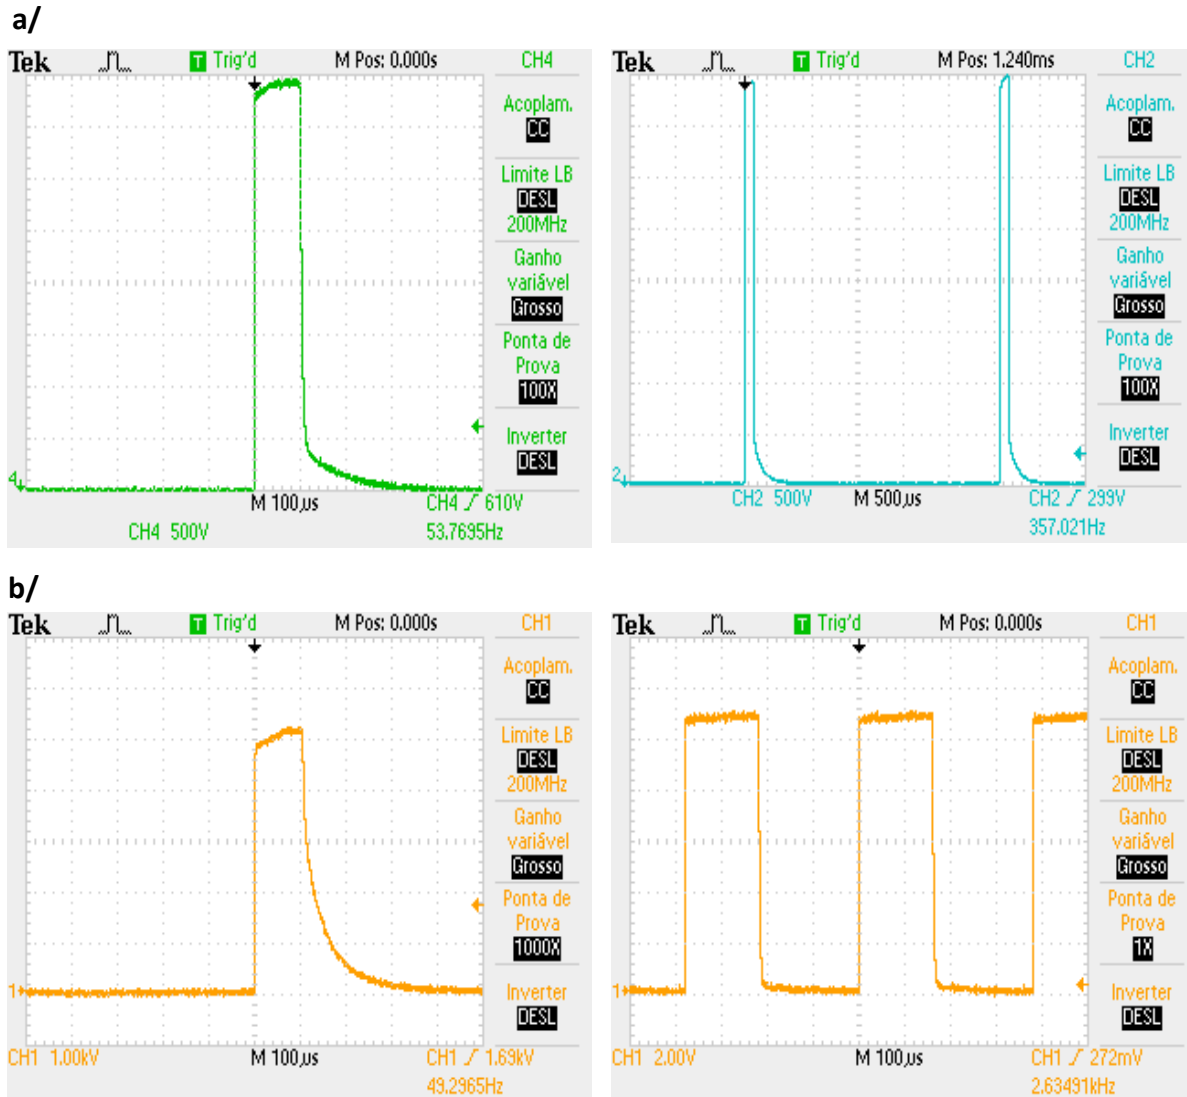 a/
Tek T Trig'd M Pos: 0.000s CH4
Acoplam.
CC
Limite LB
DESL
200MHz
Ganho
variável
Grosso
Ponta de
Prova
100X
Inverter
DESL
4
M 100µs CH4 610V
CH4 500V 53.7695Hz
Tek T Trig'd M Pos: 1.240ms CH2
Acoplam.
CC
Limite LB
DESL
200MHz
Ganho
variável
Grosso
Ponta de
Prova
100X
Inverter
DESL
2
CH2 500V M 500µs CH2 299V
357.021Hz
b/
Tek T Trig'd M Pos: 0.000s CH1
Acoplam.
CC
Limite LB
DESL
200MHz
Ganho
variável
Grosso
Ponta de
Prova
1000X
Inverter
DESL
1
CH1 1.00kV M 100µs CH1 1.69kV
49.2965Hz
Tek T Trig'd M Pos: 0.000s CH1
Acoplam.
CC
Limite LB
DESL
200MHz
Ganho
variável
Grosso
Ponta de
Prova
1X
Inverter
DESL
1
CH1 2.00V M 100µs CH1 272mV
2.63491kHz